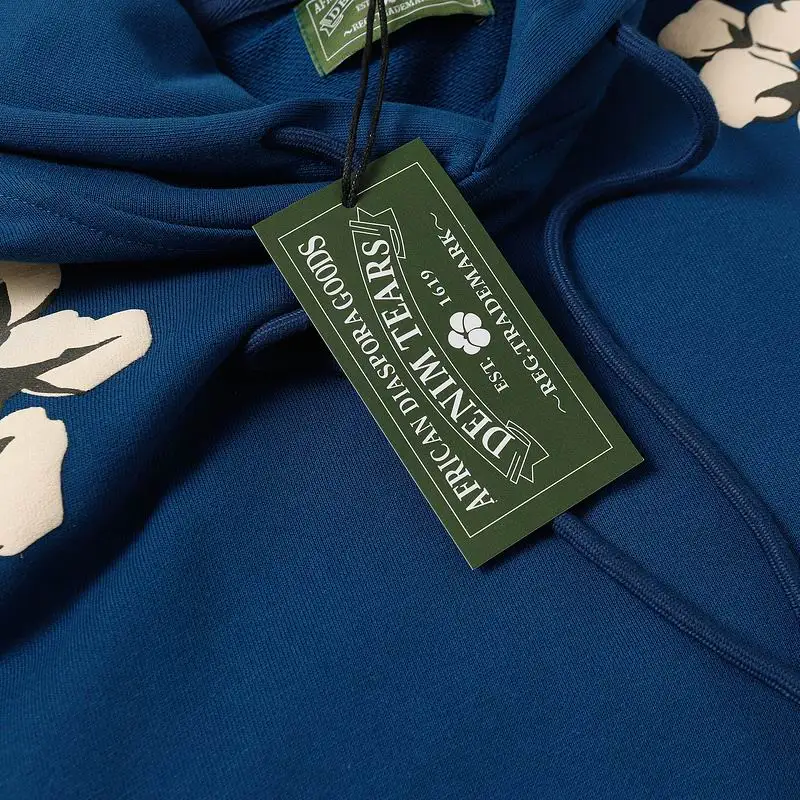 AFRICAN DIASPORA GOODS
DENIM TEARS
EST. 1619
~REG.TRADEMARK~